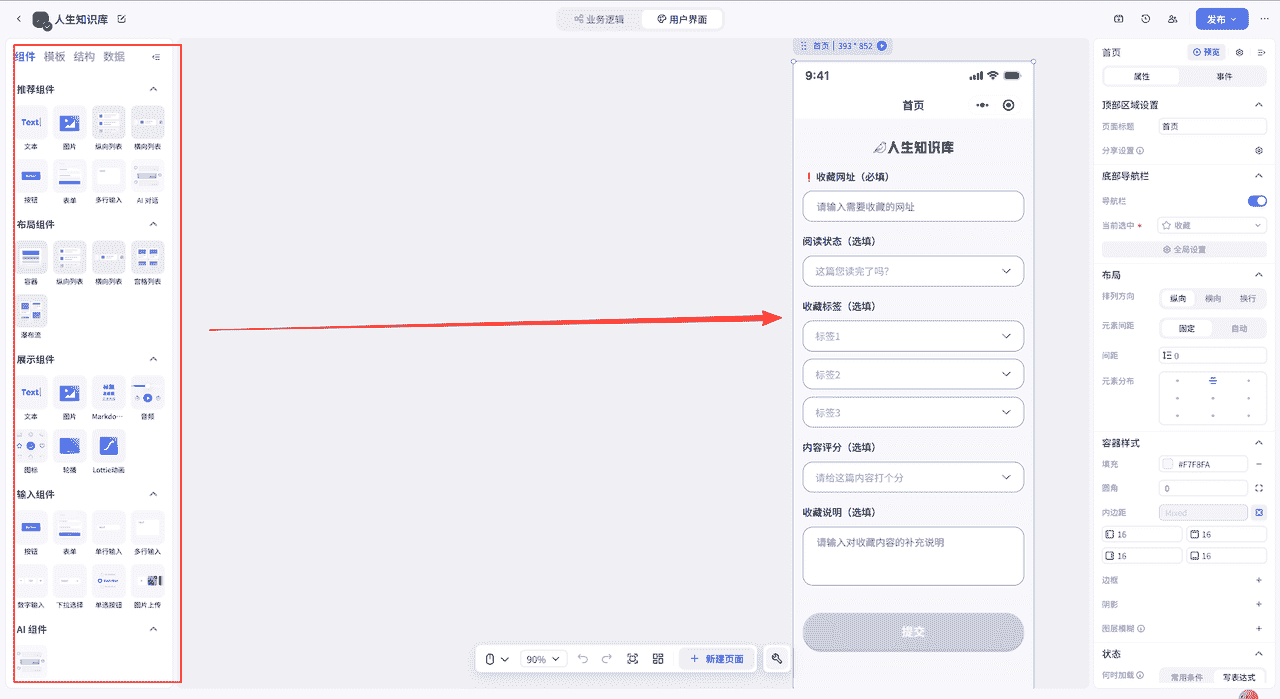 人生知识库
业务逻辑 用户界面
发布
组件 模板 结构 数据
推荐组件
Text
文本 图片 纵向列表 横向列表
按钮 表单 多行输入 AI 对话
布局组件
容器 纵向列表 横向列表 宫格列表
瀑布流
展示组件
Text 标题
文本 图片 Markdo··· 音频
图标 轮播 Lottie动画
输入组件
按钮 表单 单行输入 多行输入
数字输入 下拉选择 单选按钮 图片上传
AI 组件
首页 393 * 852
9:41
首页
人生知识库
❗收藏网址（必填）
请输入需要收藏的网址
阅读状态（选填）
这篇您读完了吗?
收藏标签（选填）
标签1
标签2
标签3
内容评分（选填）
请给这篇内容打个分
收藏说明（选填）
请输入对收藏内容的补充说明
提交
90%
+ 新建页面
首页 预览
属性 事件
顶部区域设置
页面标题 首页
分享设置
底部导航栏
导航栏
当前选中 * 收藏
全局设置
布局
排列方向 纵向 横向 换行
元素间距 固定 自动
间距 0
元素分布
容器样式
填充 #F7F8FA
圆角 0
内边距 Mixed
16 16
16 16
边框
阴影
图层模糊
状态
何时加载 常用条件 写表达式